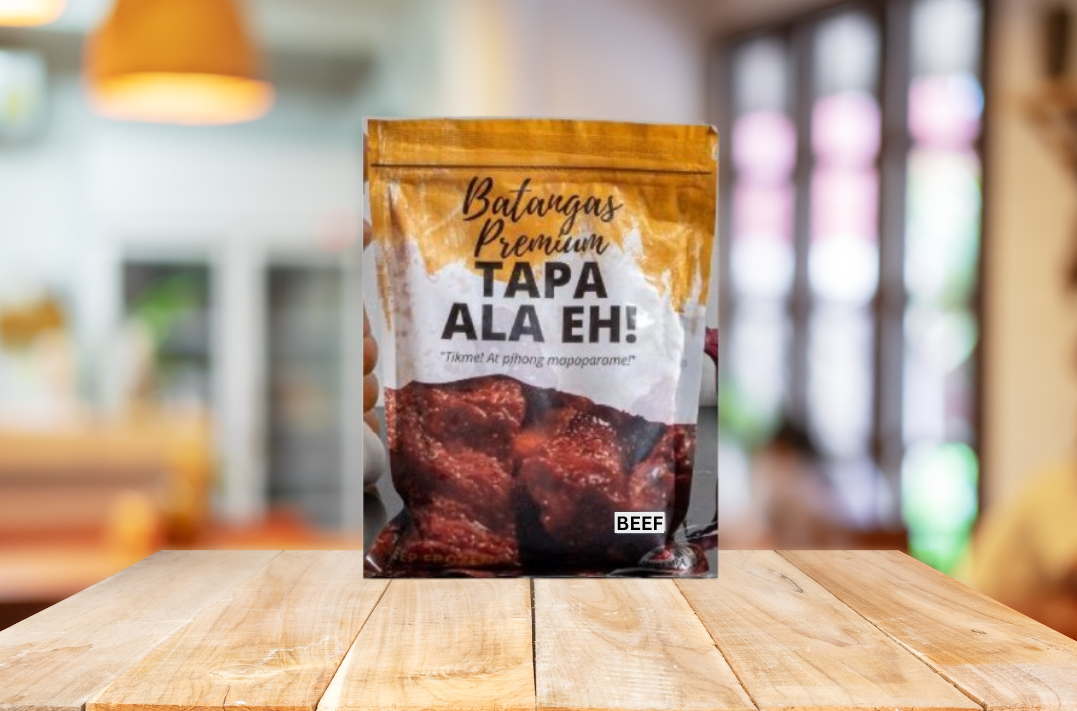 Batangas
Premium
TAPA
ALA EH!
"Tikme! At pihong mapaparome!"
BEEF